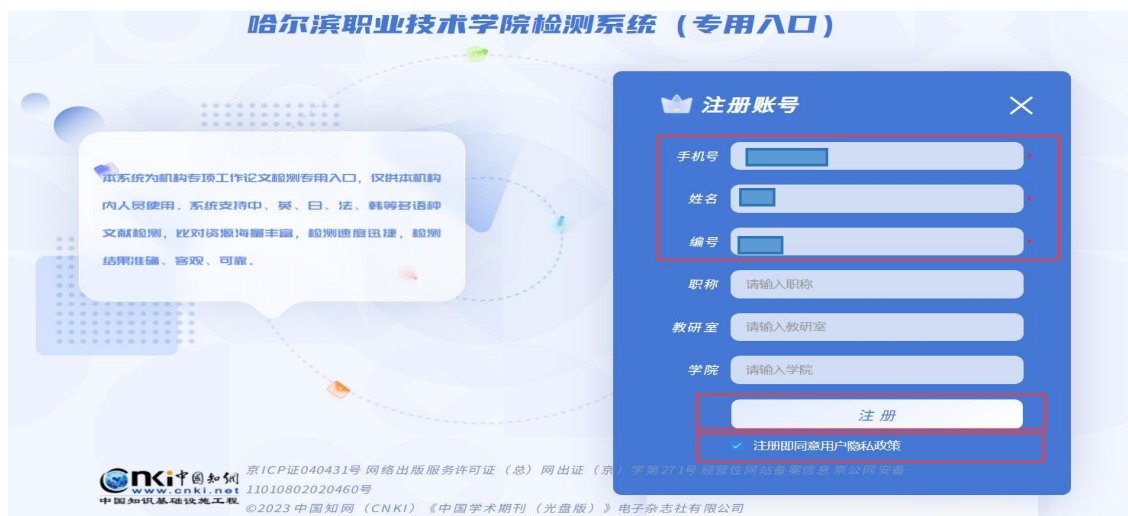 哈尔滨职业技术学院检测系统（专用入口）
本系统为机构专项工作论文检测专用入口，仅供本机构
内人员使用．系统支持中、英、日、法、韩等多语种
文献检测，比对资源海量丰富，检测速度迅捷，检测
结果准确、客观、可靠．
注册账号
手机号 *
姓名 *
编号 *
职称 请输入职称
教研室 请输入教研室
学院 请输入学院
注 册
注册即同意用户隐私政策
cnki中国知网
www.cnki.net
中国知识基础设施工程
京ICP证040431号 网络出版服务许可证（总）网出证（京）字第271号 经营性网站备案信息 京公网安备
11010802020460号
©2023 中国知网（CNKI）《中国学术期刊（光盘版）》电子杂志社有限公司